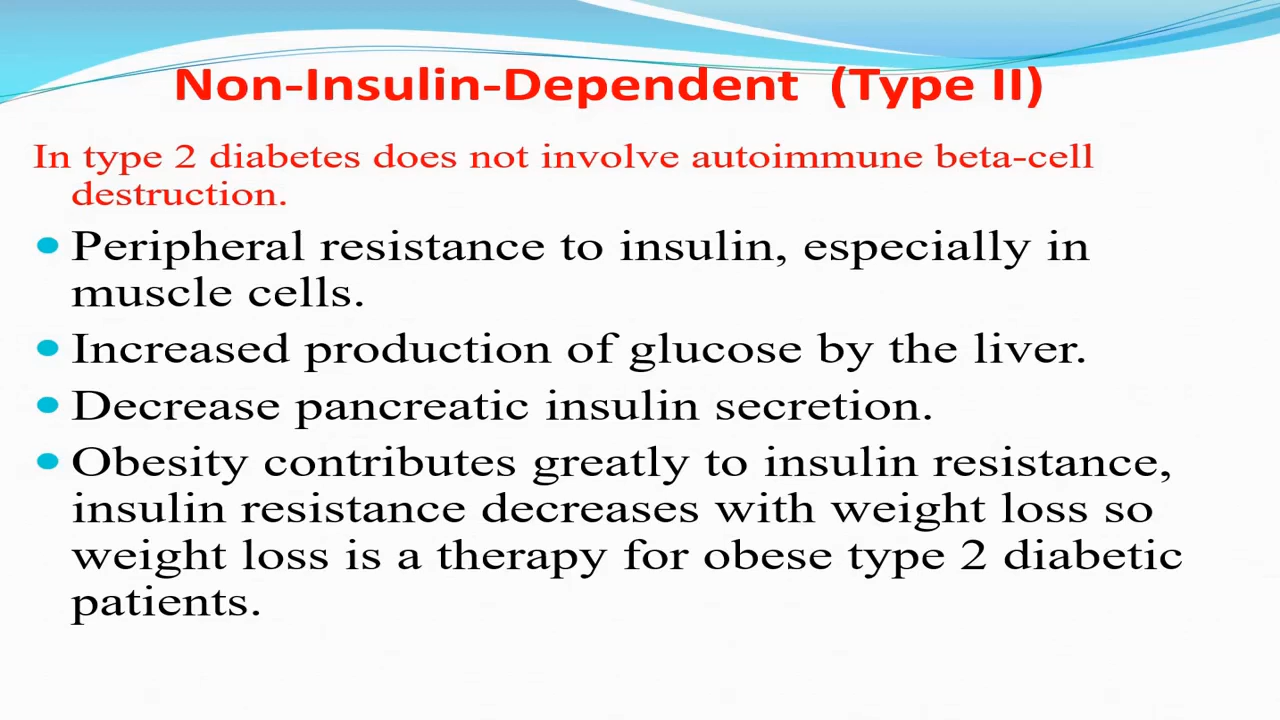 Non-Insulin-Dependent (Type II)
In type 2 diabetes does not involve autoimmune beta-cell
destruction.
• Peripheral resistance to insulin, especially in
muscle cells.
• Increased production of glucose by the liver.
• Decrease pancreatic insulin secretion.
• Obesity contributes greatly to insulin resistance,
insulin resistance decreases with weight loss so
weight loss is a therapy for obese type 2 diabetic
patients.